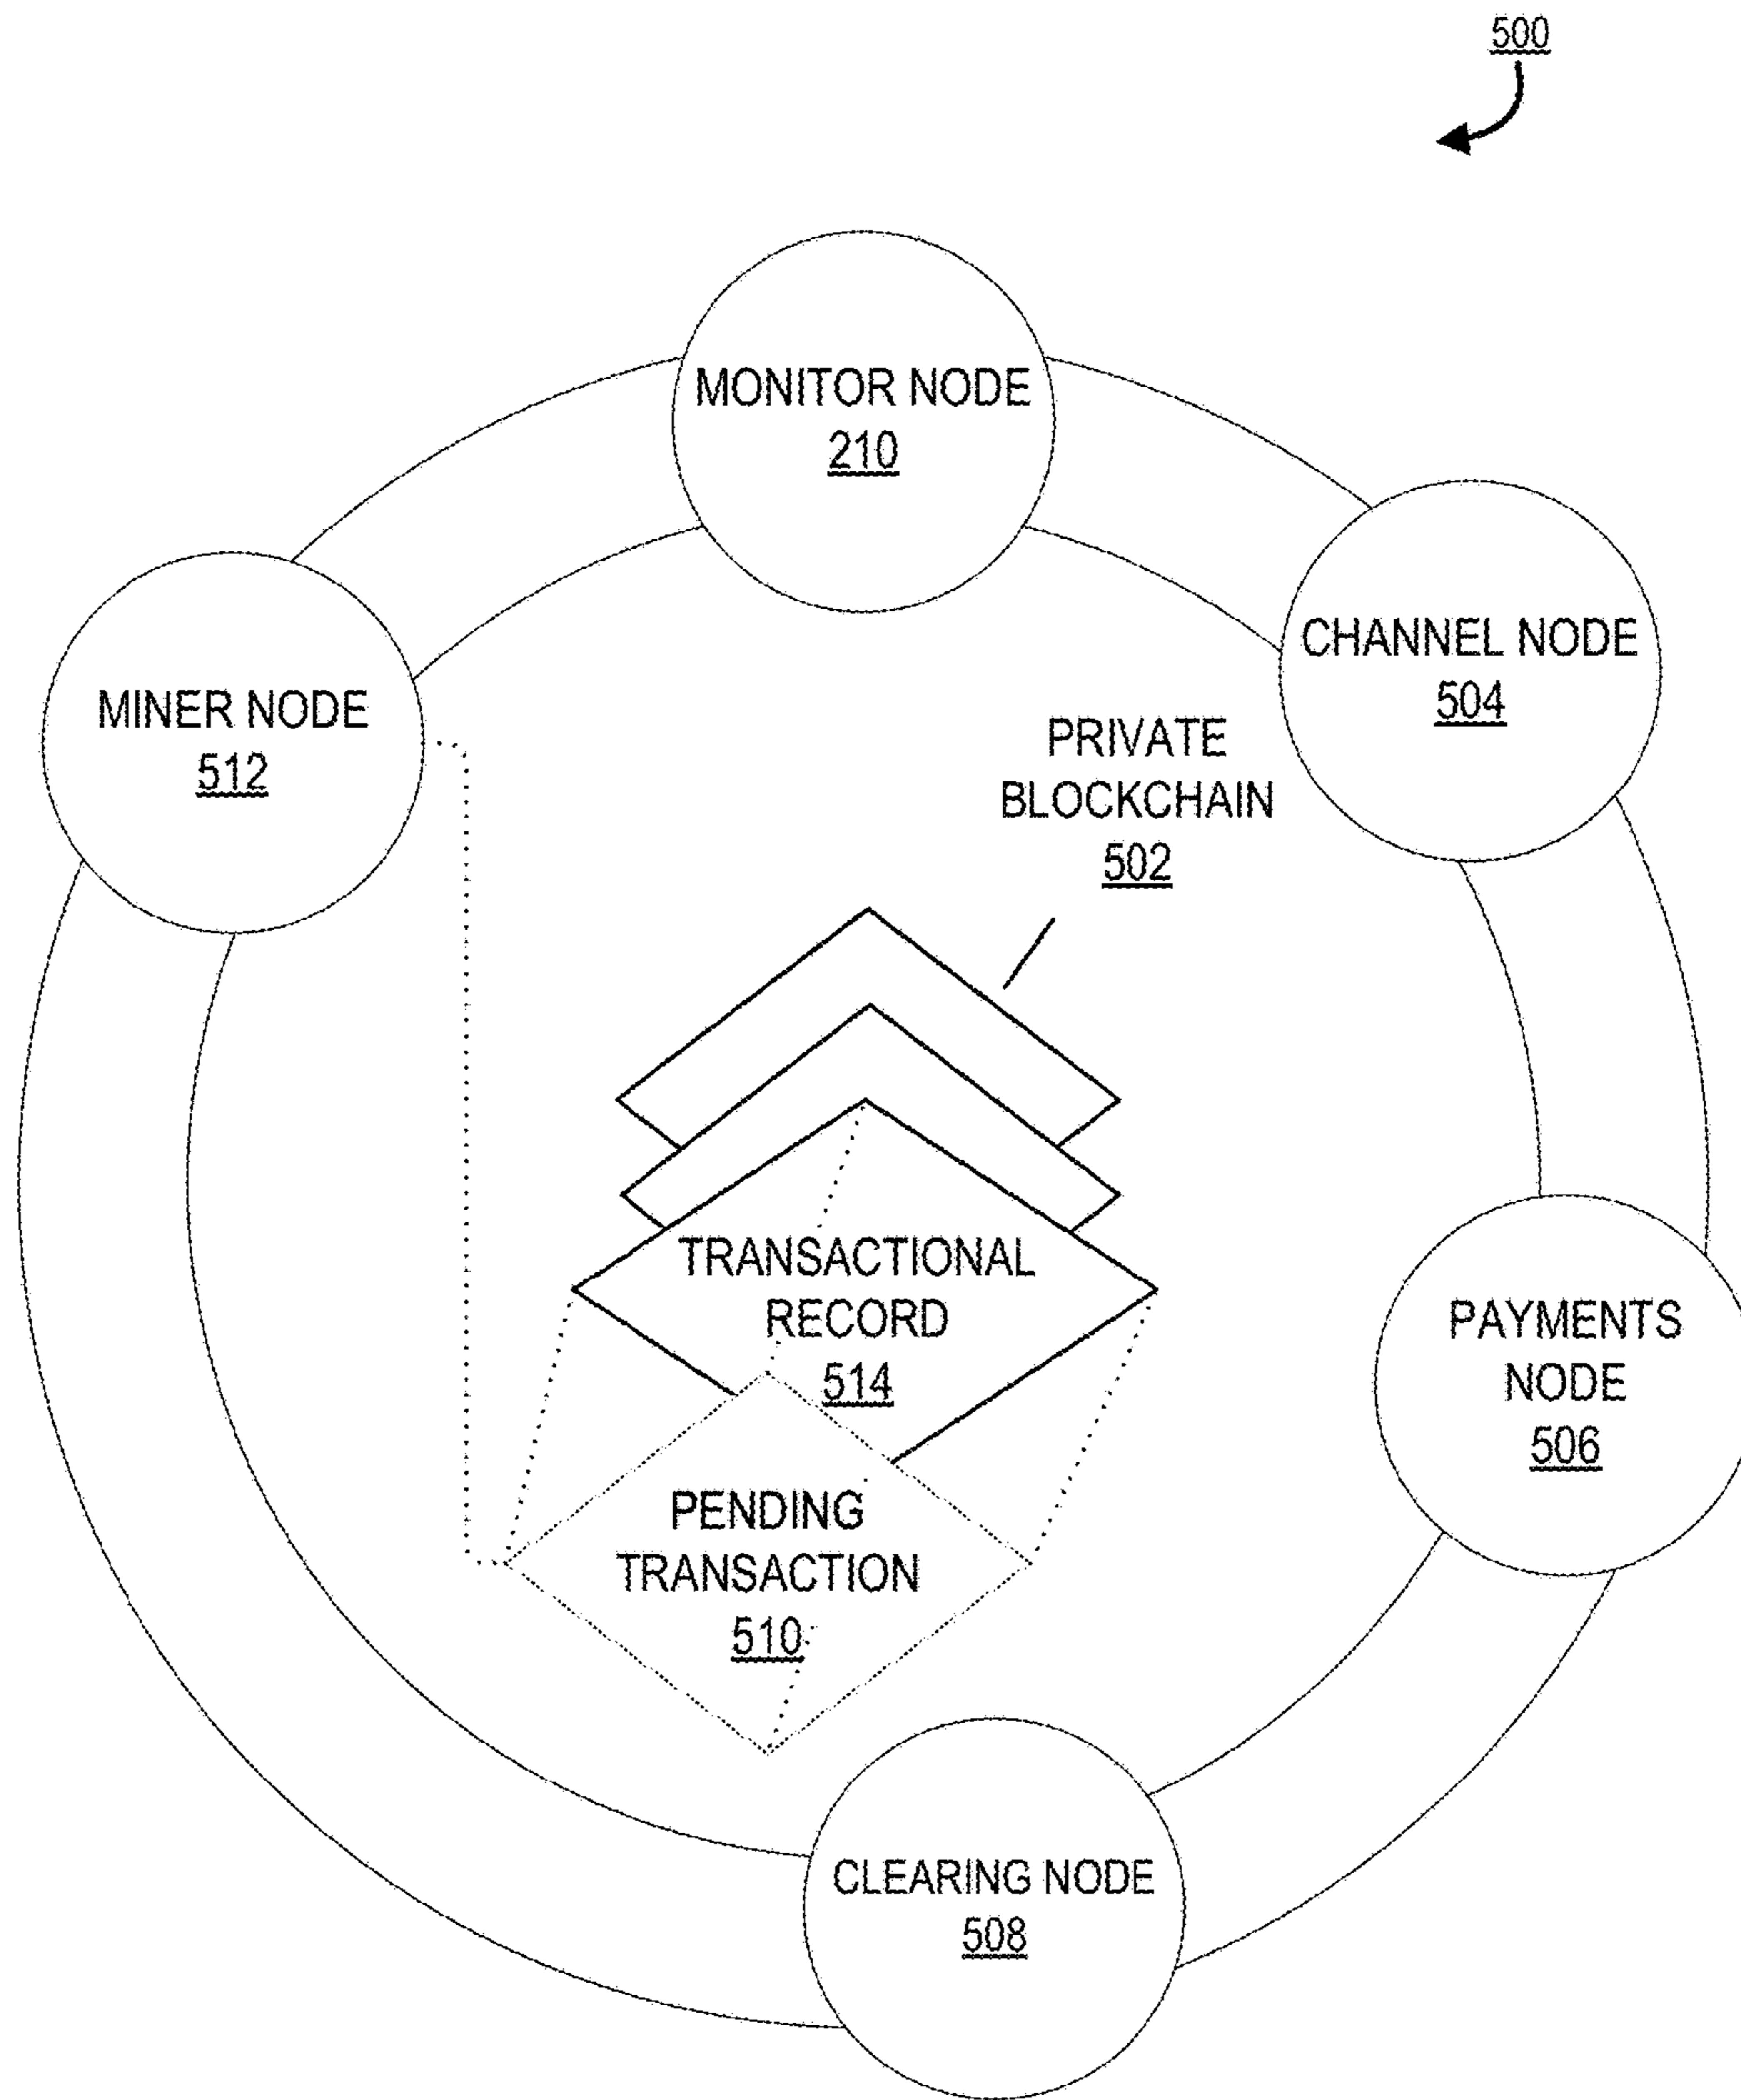 500
MONITOR NODE
210
CHANNEL NODE
504
MINER NODE
512
PRIVATE
BLOCKCHAIN
502
TRANSACTIONAL
RECORD
514
PAYMENTS
NODE
506
PENDING
TRANSACTION
510
CLEARING NODE
508